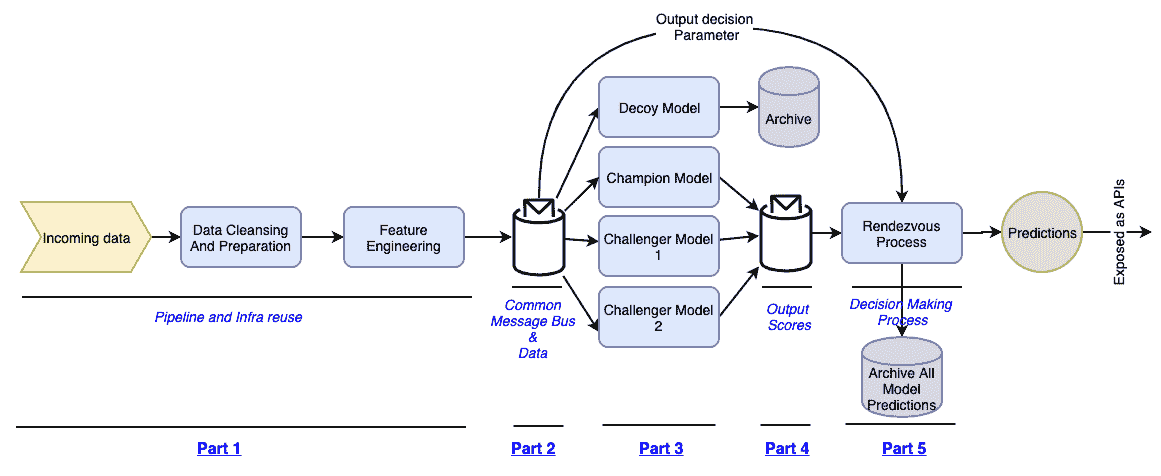 Output decision
Parameter
Decoy Model
Archive
Champion Model
Incoming data
Data Cleansing
And Preparation
Feature
Engineering
Challenger Model
1
Rendezvous
Process
Predictions
Exposed as APIs
Challenger Model
2
Pipeline and Infra reuse
Common
Message Bus
&
Data
Output
Scores
Decision Making
Process
Archive All
Model
Predictions
Part 1
Part 2
Part 3
Part 4
Part 5